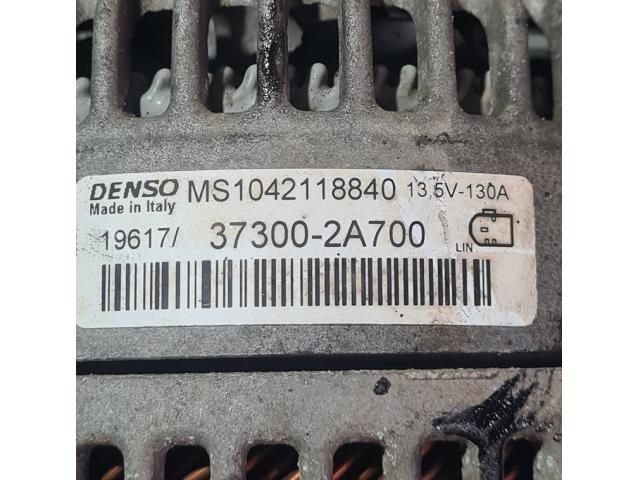 DENSO MS1042118840 13.5V-130A
Made in Italy
19617/ 37300-2A700 LIN